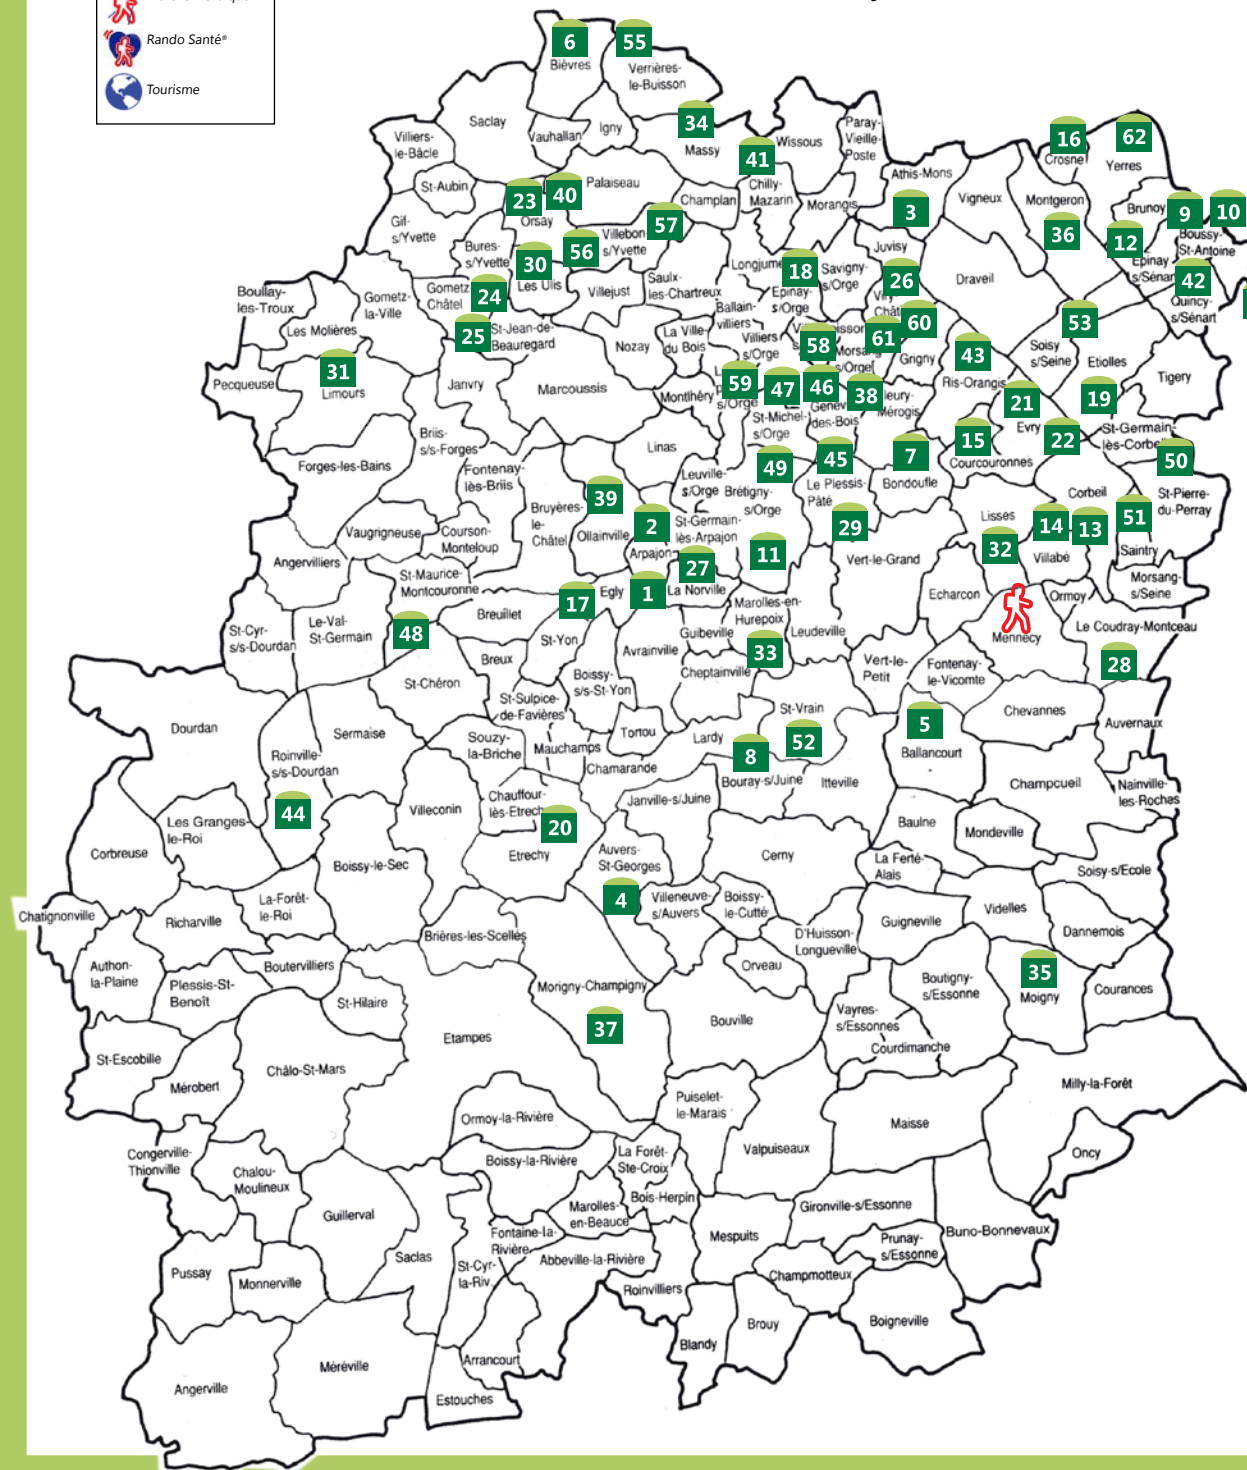 Rando Santé®
Tourisme
6
55
Bièvres
Verrières-
le-Buisson
Saclay
Vauhallan
Igny
34
Massy
Villiers-
le-Bâcle
41
Wissous
Paray-
Vieille-
Poste
16
Crosne
62
Yerres
St-Aubin
23
40
Palaiseau
Orsay
Champlan
Chilly-
Mazarin
Morangis
Athis-Mons
3
Vigneux
Montgeron
36
Brunoy
9
10
12
Boussy-
St-Antoine
Epinay
s/Sénart
42
Quincy-
s/Sénart
Gif-
s/Yvette
Bures-
s/Yvette
30
Les Ulis
56
Villebon
s/Yvette
57
Longjumeau
18
Epinay-
s/Orge
Savigny-
s/Orge
Juvisy
26
Draveil
Boullay-
les-Troux
Gometz-
la-Ville
Gometz
Châtel
24
Villejust
Saulx-
les-Chartreux
Ballain-
villiers
Villiers
s/Orge
58
Morsang
s/Orge
61
60
Grigny
53
Soisy
s/Seine
Etiolles
Les Molières
25
St-Jean-de-
Beauregard
Nozay
La Ville-
du Bois
43
Ris-Orangis
Tigery
Pecqueuse
31
Limours
Janvry
Marcoussis
Montlhéry
59
s/Orge
47
46
38
Fleury-
Mérogis
St-Michel-
s/Orge
des-Bois
21
Evry
19
St-Germain-
lès-Corbeil
22
15
Courcouronnes
50
Briis-
s/s-Forges
Forges-les-Bains
Fontenay-
lès-Briis
Linas
Leuville-
s/Orge
49
Brétigny-
s/Orge
45
Le Plessis-
Pâté
7
Bondoufle
Corbeil
St-Pierre-
du-Perray
Vaugrigneuse
Courson-
Monteloup
Bruyères-
le-
Châtel
39
Ollainville
2
Arpajon
St-Germain-
lès-Arpajon
11
29
Vert-le-Grand
Lisses
32
14
13
51
Villabé
Saintry
Angervilliers
St-Maurice-
Montcouronne
27
La Norville
Echarcon
Ormoy
Morsang-
s/Seine
17
Egly
1
Marolles-en-
Hurepoix
Leudeville
Mennecy
Le Coudray-Montceau
St-Cyr-
s/s-Dourdan
Le-Val-
St-Germain
48
Breuillet
St-Yon
Avrainville
Guibeville
33
Cheptainville
Vert-le-
Petit
Fontenay-
le-Vicomte
28
Breux
St-Chéron
Boissy-
s/s-St-Yon
St-Sulpice-
de-Favières
St-Vrain
5
Ballancourt
Chevannes
Auvernaux
Dourdan
Sermaise
Souzy-
la-Briche
Mauchamps
Tortou
Lardy
8
52
Bouray-s/Juine
Itteville
Roinville-
s/s-Dourdan
Chamarande
Champcueil
Nainville-
les-Roches
44
Les Granges-
le-Roi
Villeconin
Chauffour-
lès-Etrechy
20
Etrechy
Janville-s/Juine
Baulne
Mondeville
Corbreuse
Boissy-le-Sec
Auvers-
St-Georges
Cerny
La Ferté-
Alais
Soisy-s/Ecole
4
Chatignonville
Richarville
La-Forêt-
le-Roi
Villeneuve-
s/Auvers
Boissy-
le-Cutté
Guigneville
Videlles
Brières-les-Scellés
D'Huisson-
Longueville
Dannemois
Authon-
la-Plaine
Boutervilliers
Orveau
Plessis-St-
Benoît
St-Hilaire
Morigny-Champigny
Boutigny-
s/Essonne
35
Moigny
Courances
37
Bouville
Vayres-
s/Essonnes
Etampes
Courdimanche
St-Escobille
Mérobert
Châlo-St-Mars
Milly-la-Forêt
Puiselet-
le-Marais
Ormoy-la-Rivière
Maisse
Congerville-
Thionville
Valpuiseaux
La Forêt-
Ste-Croix
Boissy-la-Rivière
Oncy
Chalou-
Moulineux
Bois-Herpin
Guillerval
Marolles-
en-Beauce
Gironville-s/Essonne
Mespuits
Buno-Bonnevaux
Fontaine-la-
Rivière
Prunay-
s/Essonne
Saclas
Abbeville-la-Rivière
St-Cyr-
la-Riv.
Champmotteux
Pussay
Monnerville
Roinvilliers
Brouy
Boigneville
Blandy
Arrancourt
Méréville
Angerville
Estouches